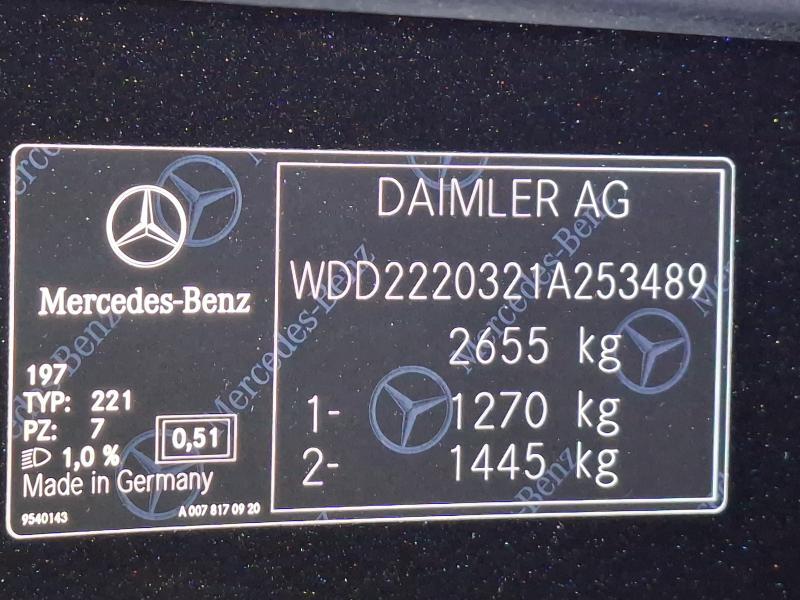 Mercedes-Benz
197
TYP: 221
PZ: 7
1,0 %
0,51
Made in Germany
9540143
A 007 817 09 20
DAIMLER AG
WDD2220321A253489
2655 kg
1- 1270 kg
2- 1445 kg